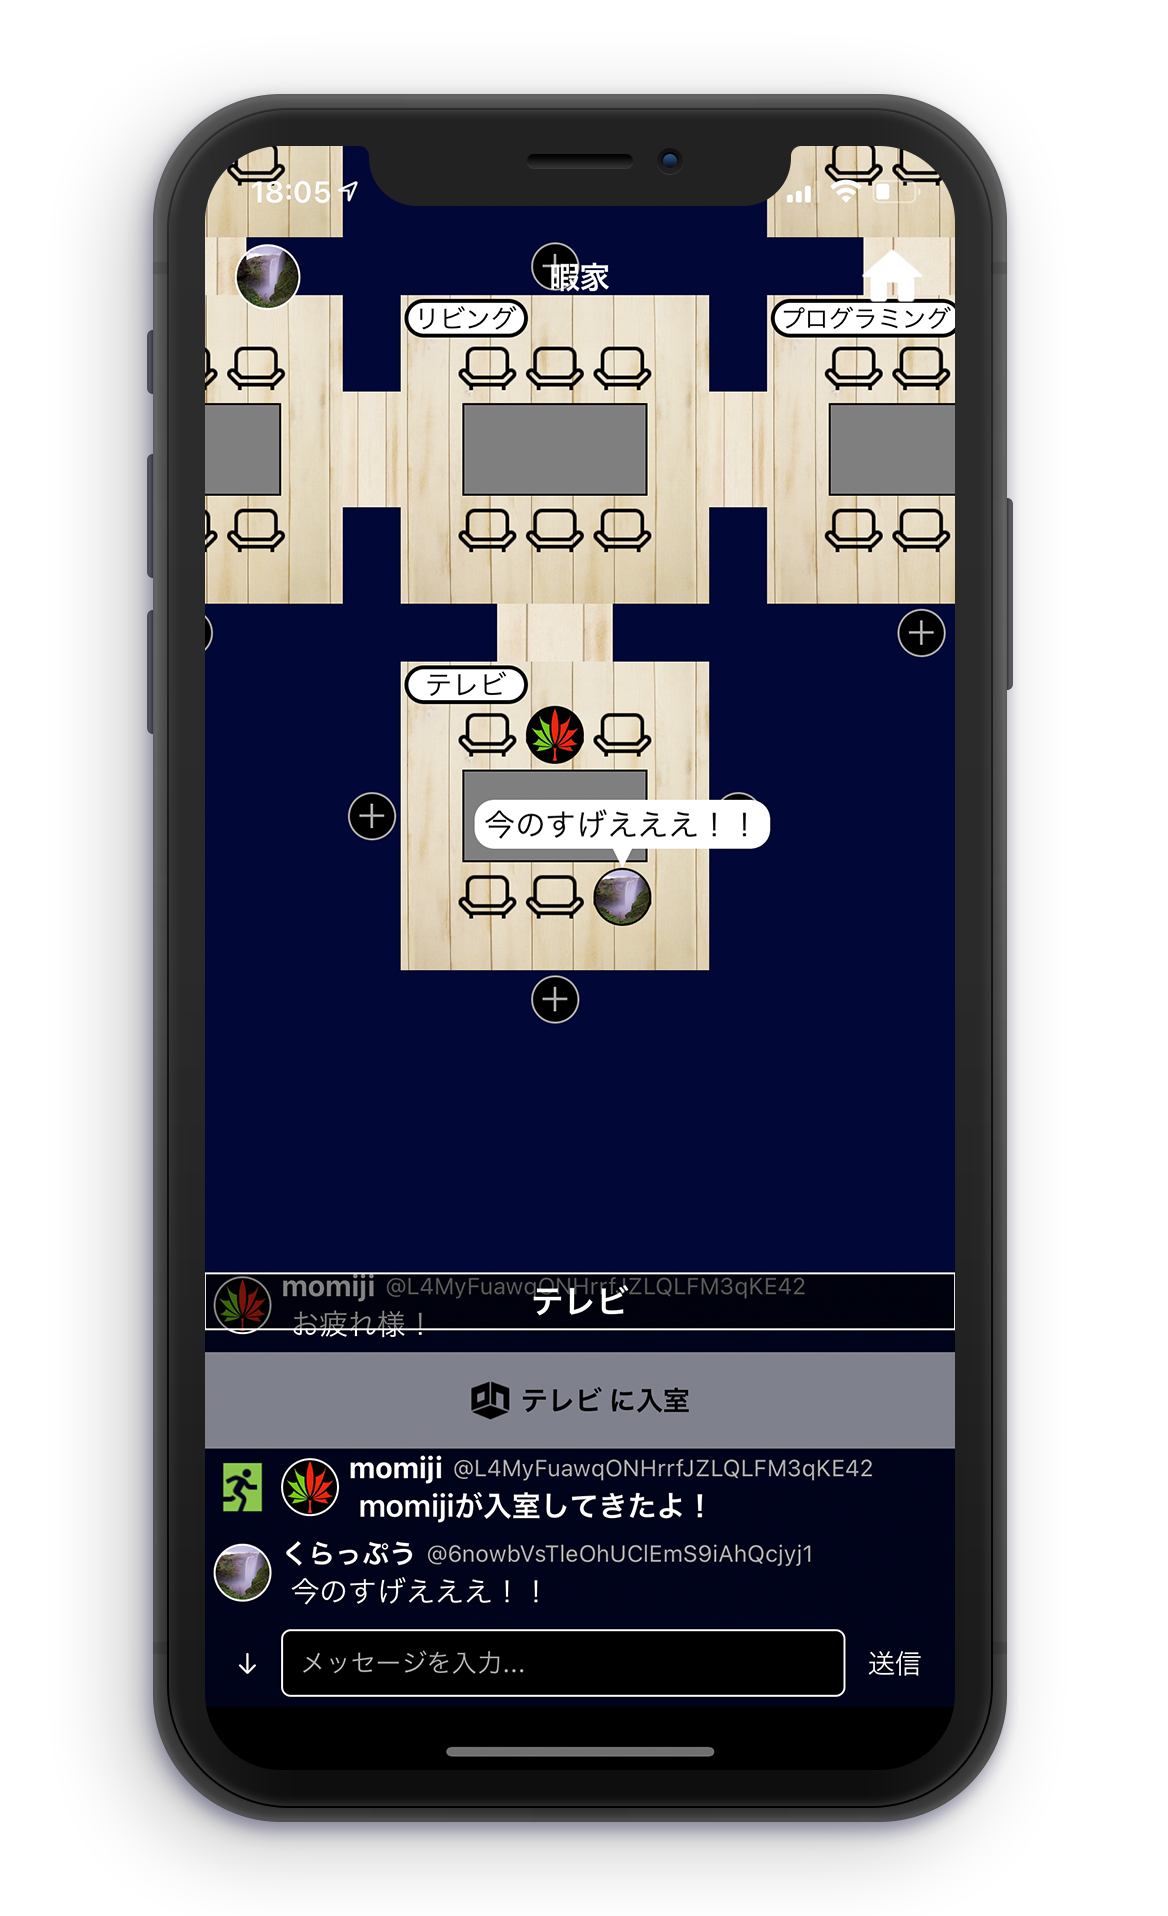 18:05
暇家
リビング
プログラミング
テレビ
今のすげえええ！！
momiji @L4MyFuawqONHrrfJZLQLFM3qKE42
テレビ
お疲れ様！
テレビ に入室
momiji @L4MyFuawqONHrrfJZLQLFM3qKE42
momijiが入室してきたよ！
くらっぷう @6nowbVsTIeOhUClEmS9iAhQcjyj1
今のすげえええ！！
メッセージを入力...
送信